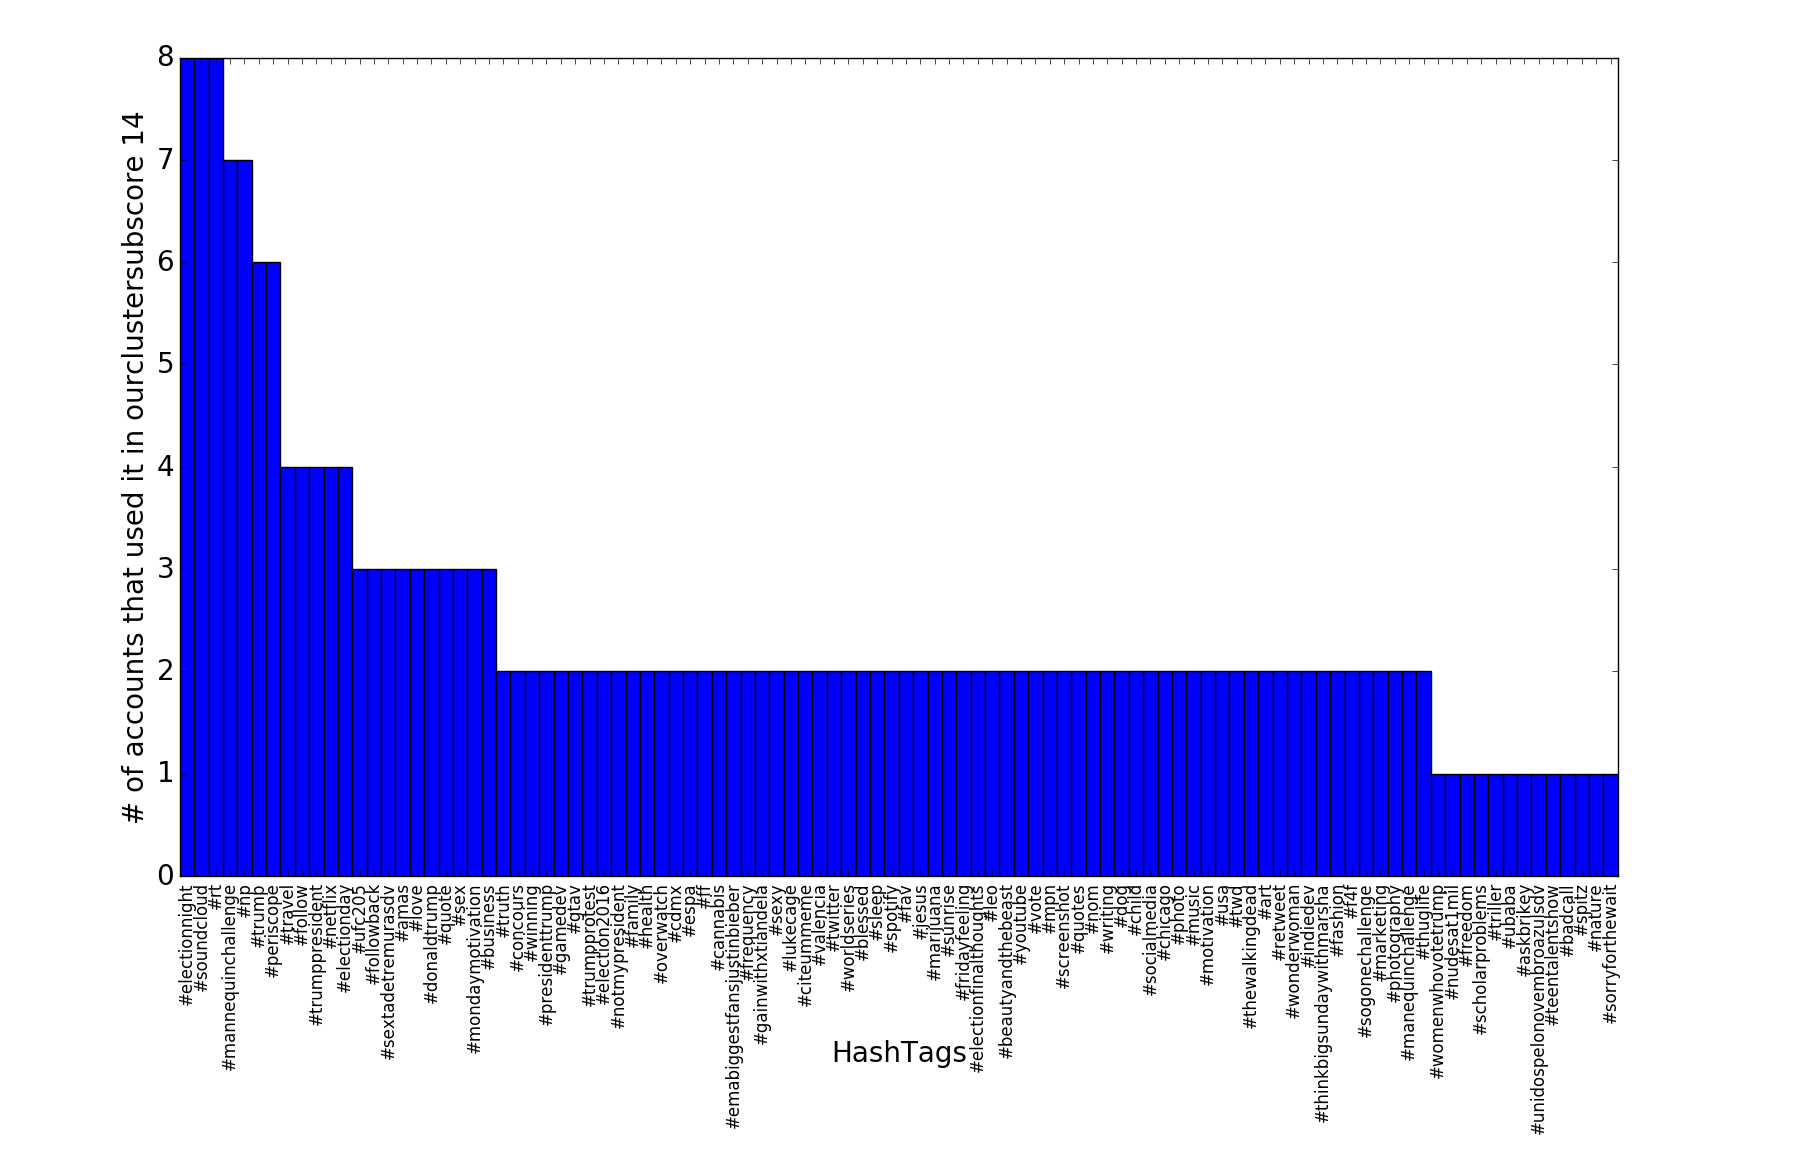 8
7
6
5
4
3
2
1
0
# of accounts that used it in ourclustersubscore 14
#electionnight
#soundcloud
#rt
#mannequinchallenge
#np
#trump
#periscope
#travel
#follow
#trumppresident
#netflix
#electionday
#ufc205
#followback
#sextadetremurasdv
#amas
#love
#donaldtrump
#quote
#sex
#mondaymotivation
#business
#truth
#concours
#winning
#presidenttrump
#gamedev
#gtav
#trumpprotest
#election2016
#notmypresident
#family
#health
#overwatch
#cdmx
#espa
#ff
#cannabis
#emabiggestfansjustinbieber
#frequency
#gainwithxtiandela
#sexy
#lukecage
#citeummeme
#valencia
#twitter
#worldseries
#blessed
#sleep
#spotify
#fav
#jesus
#marijuana
#sunrise
#fridayfeeling
#electionfinalthoughts
#leo
#beautyandthebeast
#youtube
#vote
#mpn
#screenshot
#quotes
#nom
#writing
#dog
#child
#socialmedia
#chicago
#photo
#music
#motivation
#usa
#twd
#thewalkingdead
#art
#retweet
#wonderwoman
#indiedev
#thinkbigsundaywithmarsha
#fashion
#f4f
#sogonechallenge
#marketing
#photography
#manequinchallenge
#thuglife
#womenwhovotetrump
#nudesat1mil
#freedom
#scholarproblems
#triller
#ubaba
#askbrikey
#unidospelonovembroazuljsdv
#teentalentshow
#badcall
#spitz
#nature
#sorryforthewait
HashTags